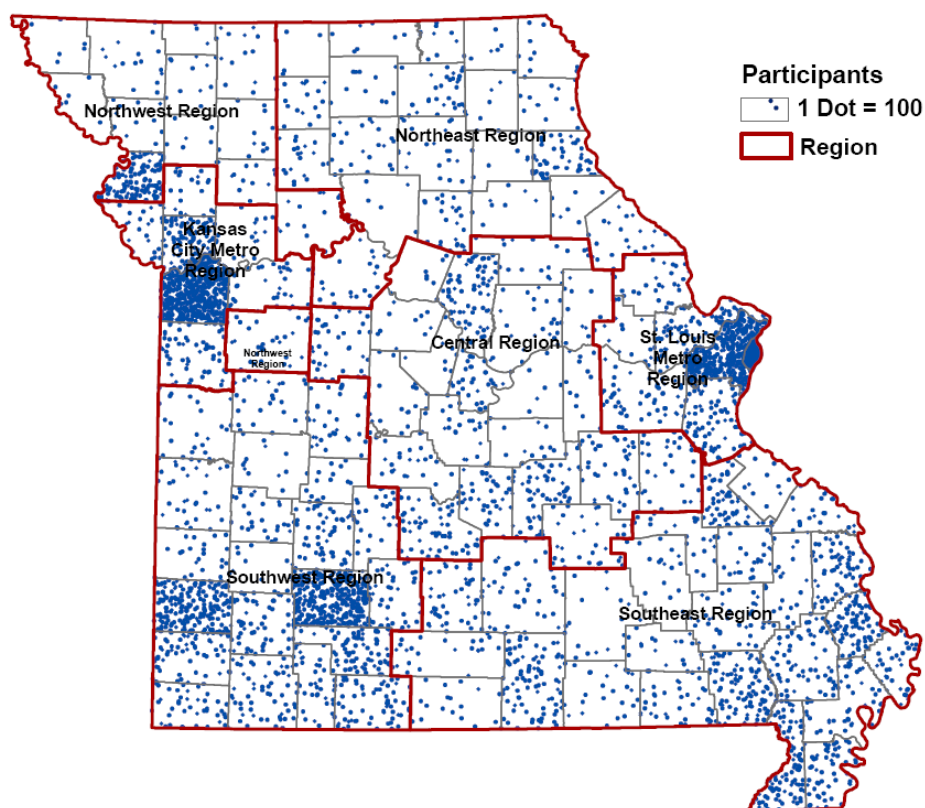 Participants
1 Dot = 100
Region
Northwest Region
Northeast Region
Kansas
City Metro
Region
Central Region
St. Louis
Metro
Region
Northwest
Region
Southwest Region
Southeast Region